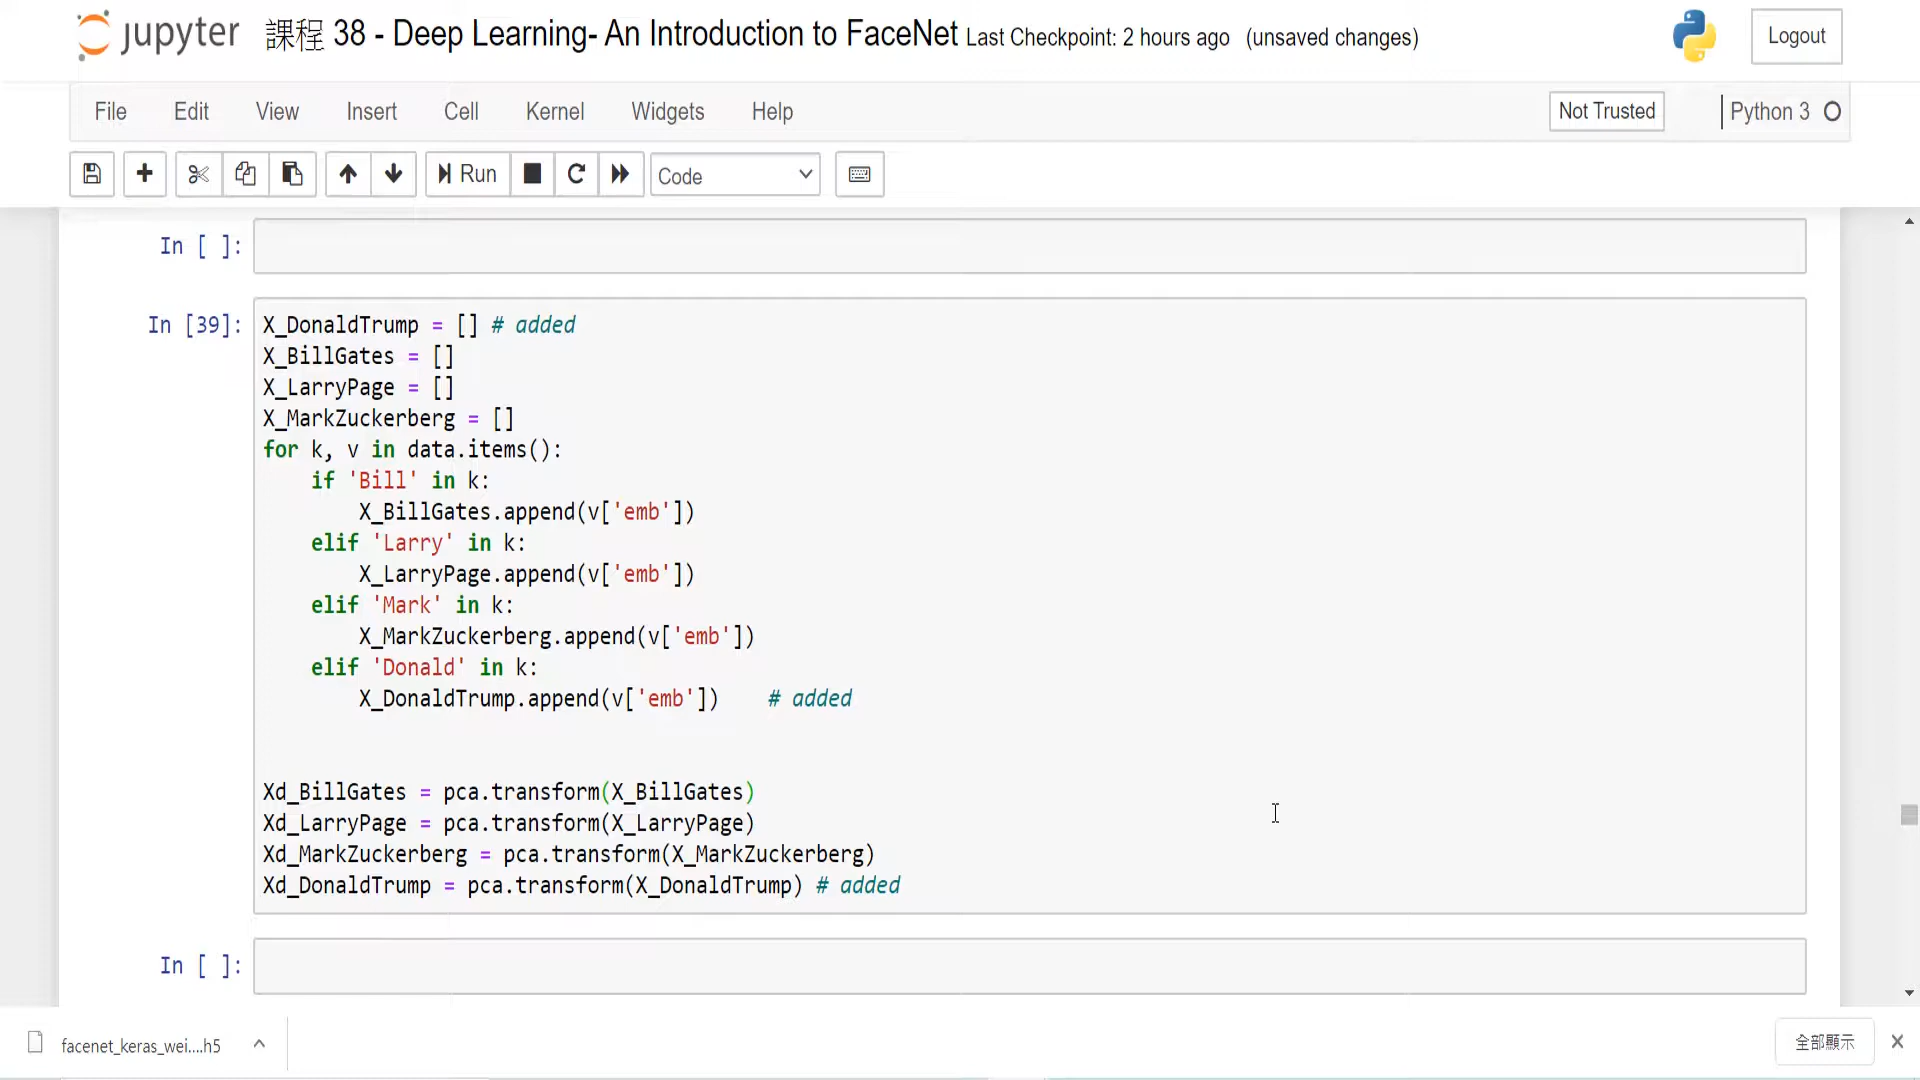 jupyter 課程 38 - Deep Learning- An Introduction to FaceNet Last Checkpoint: 2 hours ago (unsaved changes) Logout
File Edit View Insert Cell Kernel Widgets Help Not Trusted Python 3
Run Code
In [ ]:
In [39]: X_DonaldTrump = [] # added
X_BillGates = []
X_LarryPage = []
X_MarkZuckerberg = []
for k, v in data.items():
    if 'Bill' in k:
        X_BillGates.append(v['emb'])
    elif 'Larry' in k:
        X_LarryPage.append(v['emb'])
    elif 'Mark' in k:
        X_MarkZuckerberg.append(v['emb'])
    elif 'Donald' in k:
        X_DonaldTrump.append(v['emb'])    # added
Xd_BillGates = pca.transform(X_BillGates)
Xd_LarryPage = pca.transform(X_LarryPage)
Xd_MarkZuckerberg = pca.transform(X_MarkZuckerberg)
Xd_DonaldTrump = pca.transform(X_DonaldTrump) # added
In [ ]:
facenet_keras_wei....h5 全部顯示